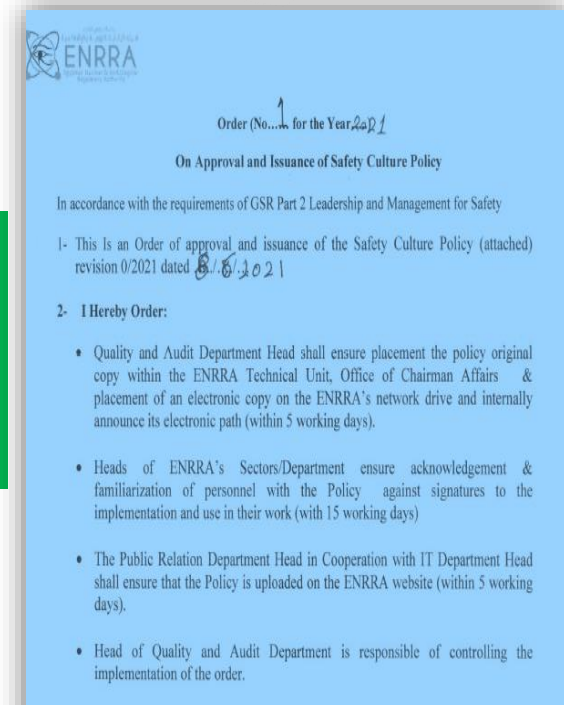 ENRRA
Order (No....1 for the Year 2021
On Approval and Issuance of Safety Culture Policy
In accordance with the requirements of GSR Part 2 Leadership and Management for Safety
1- This Is an Order of approval and issuance of the Safety Culture Policy (attached)
revision 0/2021 dated /2021
2- I Hereby Order:
• Quality and Audit Department Head shall ensure placement the policy original
copy within the ENRRA Technical Unit, Office of Chairman Affairs &
placement of an electronic copy on the ENRRA's network drive and internally
announce its electronic path (within 5 working days).
• Heads of ENRRA's Sectors/Department ensure acknowledgement &
familiarization of personnel with the Policy against signatures to the
implementation and use in their work (with 15 working days)
• The Public Relation Department Head in Cooperation with IT Department Head
shall ensure that the Policy is uploaded on the ENRRA website (within 5 working
days).
• Head of Quality and Audit Department is responsible of controlling the
implementation of the order.